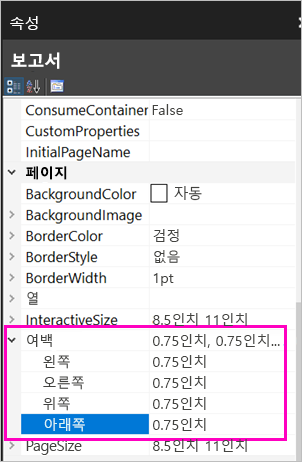 속성
보고서
ConsumeContainer False
CustomProperties
InitialPageName
페이지
BackgroundColor 자동
BackgroundImage
BorderColor 검정
BorderStyle 없음
BorderWidth 1pt
열
InteractiveSize 8.5인치 11인치
여백 0.75인치, 0.75인치...
왼쪽 0.75인치
오른쪽 0.75인치
위쪽 0.75인치
아래쪽 0.75인치
PageSize 8.5인치 11인치